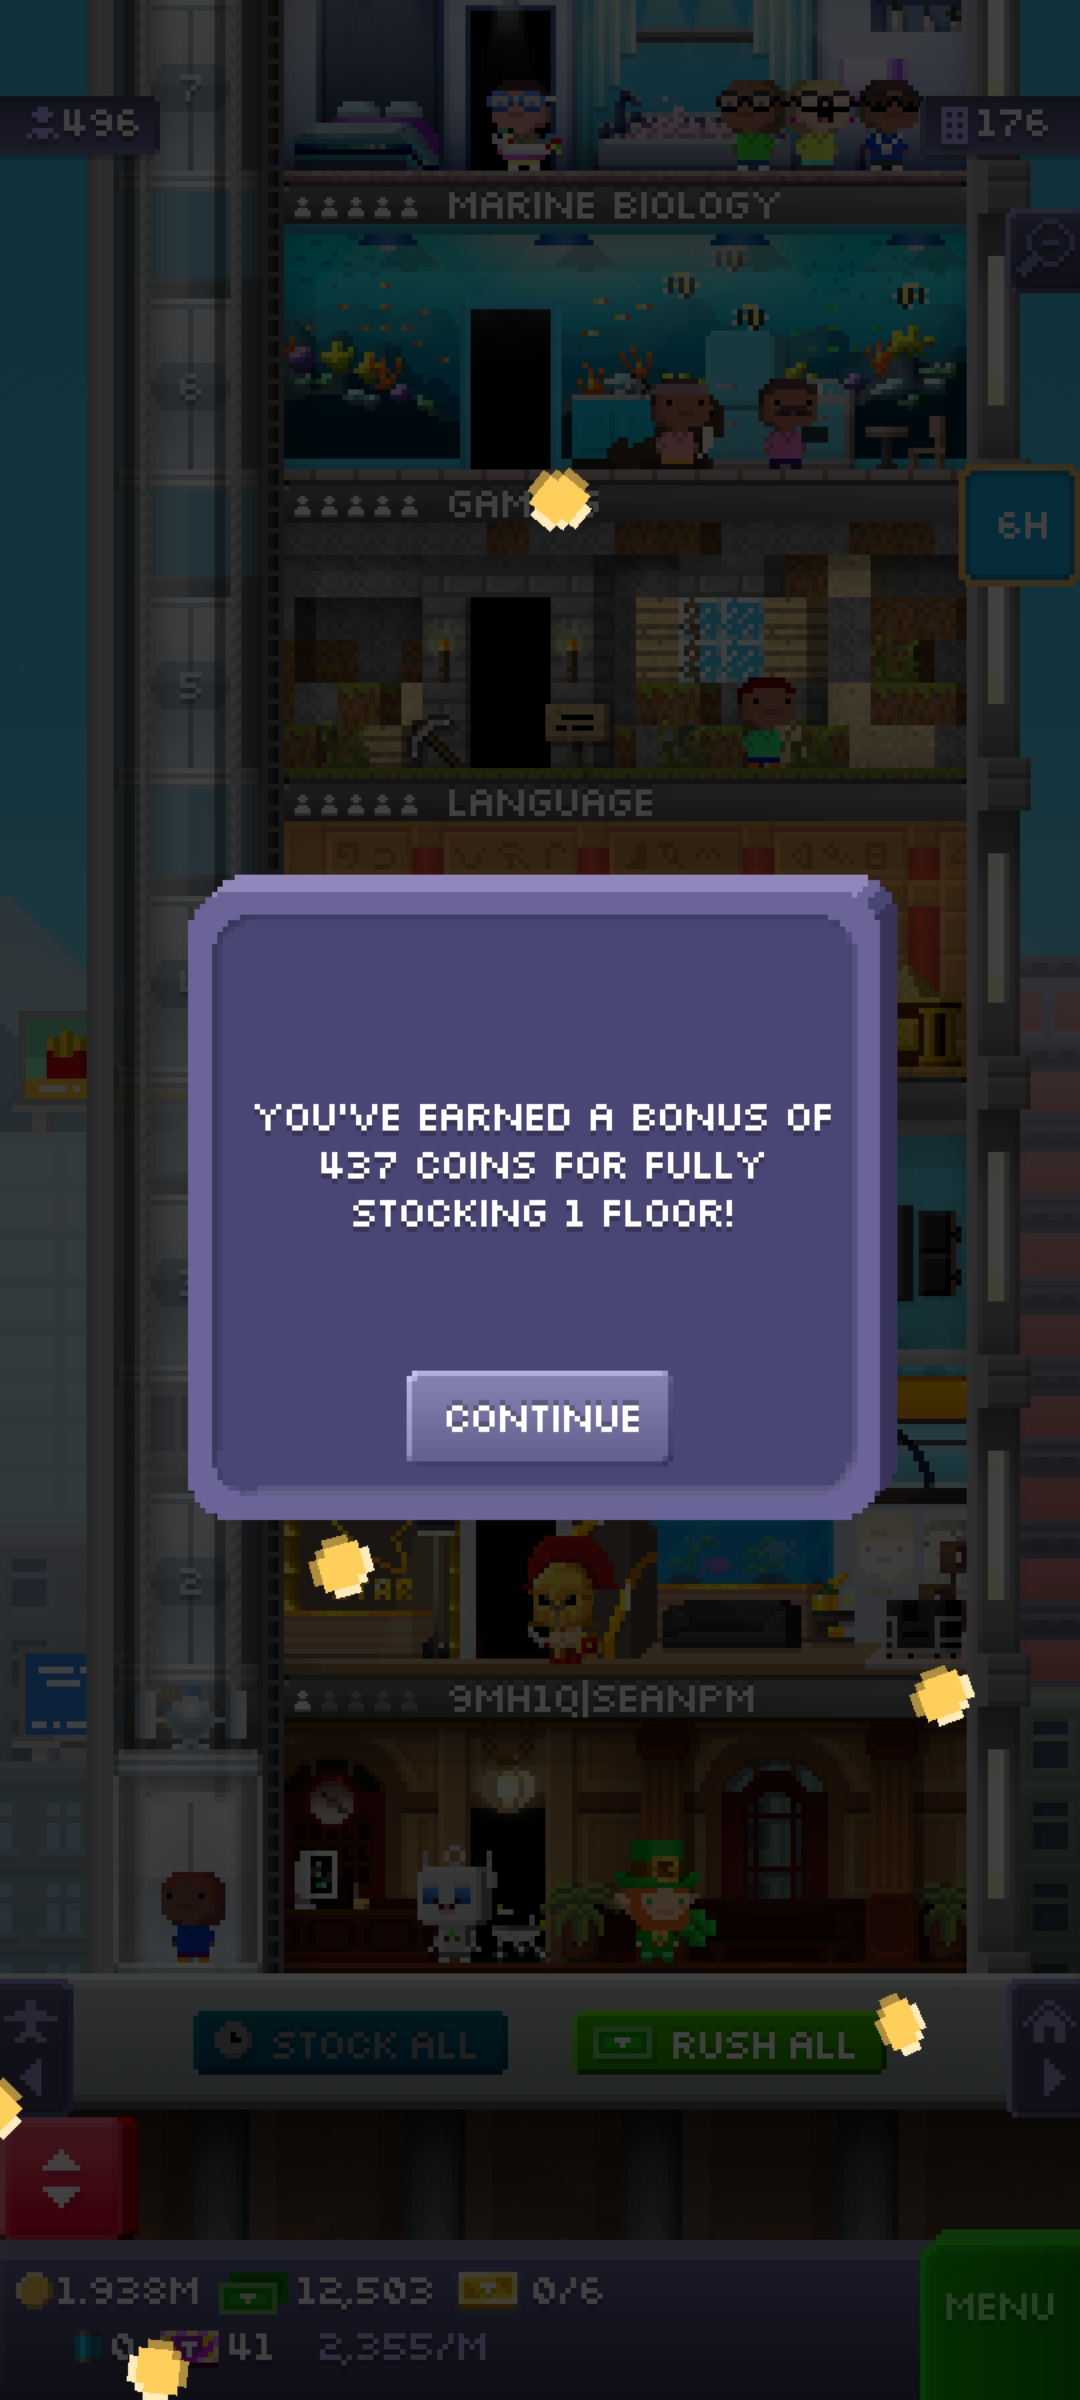 7
496
176
MARINE BIOLOGY
6
6H
5
LANGUAGE
YOU'VE EARNED A BONUS OF
437 COINS FOR FULLY
STOCKING 1 FLOOR!
CONTINUE
2
9MH1Q|SEANPM
STOCK ALL
RUSH ALL
1.938M 12,503 0/6
MENU
0 41 2,355/M